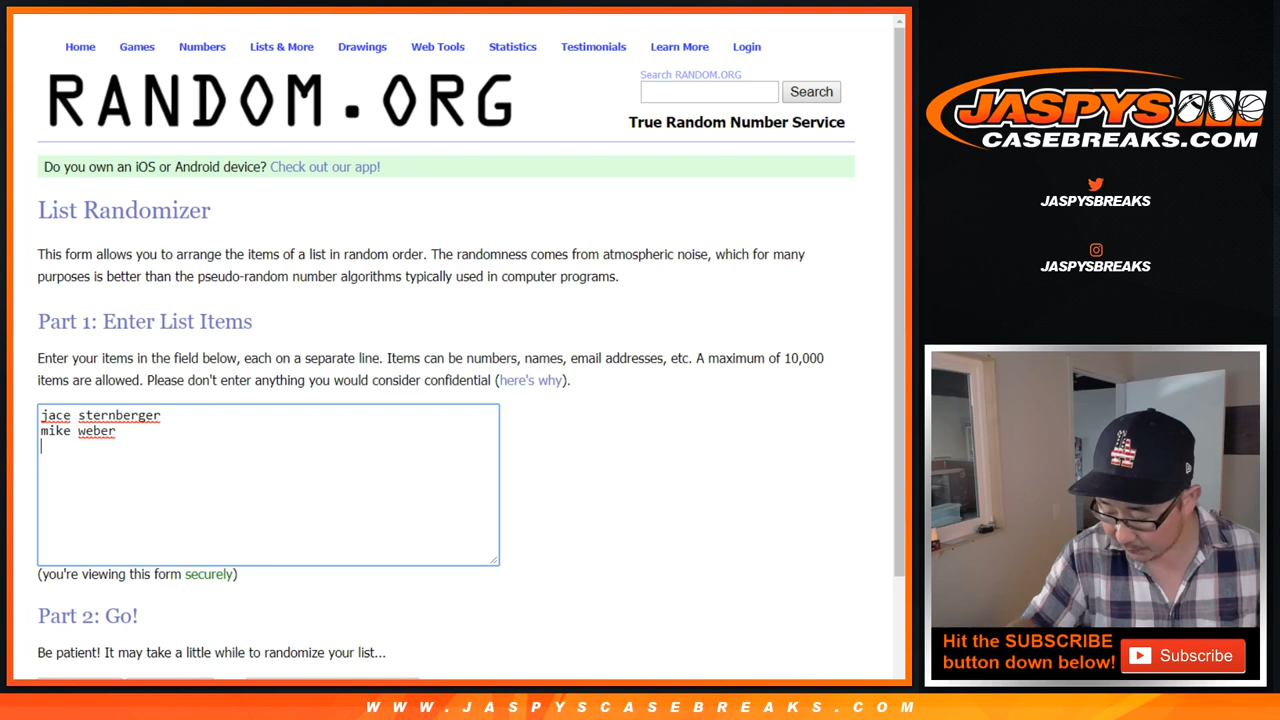 Home Games Numbers Lists & More Drawings Web Tools Statistics Testimonials Learn More Login
RANDOM.ORG
Search RANDOM.ORG
Search
True Random Number Service
Do you own an iOS or Android device? Check out our app!
List Randomizer
This form allows you to arrange the items of a list in random order. The randomness comes from atmospheric noise, which for many
purposes is better than the pseudo-random number algorithms typically used in computer programs.
Part 1: Enter List Items
Enter your items in the field below, each on a separate line. Items can be numbers, names, email addresses, etc. A maximum of 10,000
items are allowed. Please don't enter anything you would consider confidential (here's why).
jace sternberger
mike weber
(you're viewing this form securely)
Part 2: Go!
Be patient! It may take a little while to randomize your list...
JASPYS
CASEBREAKS.COM
JASPYSBREAKS
JASPYSBREAKS
LA
Hit the SUBSCRIBE
button down below!
Subscribe
WWW.JASPYSCASEBREAKS.COM